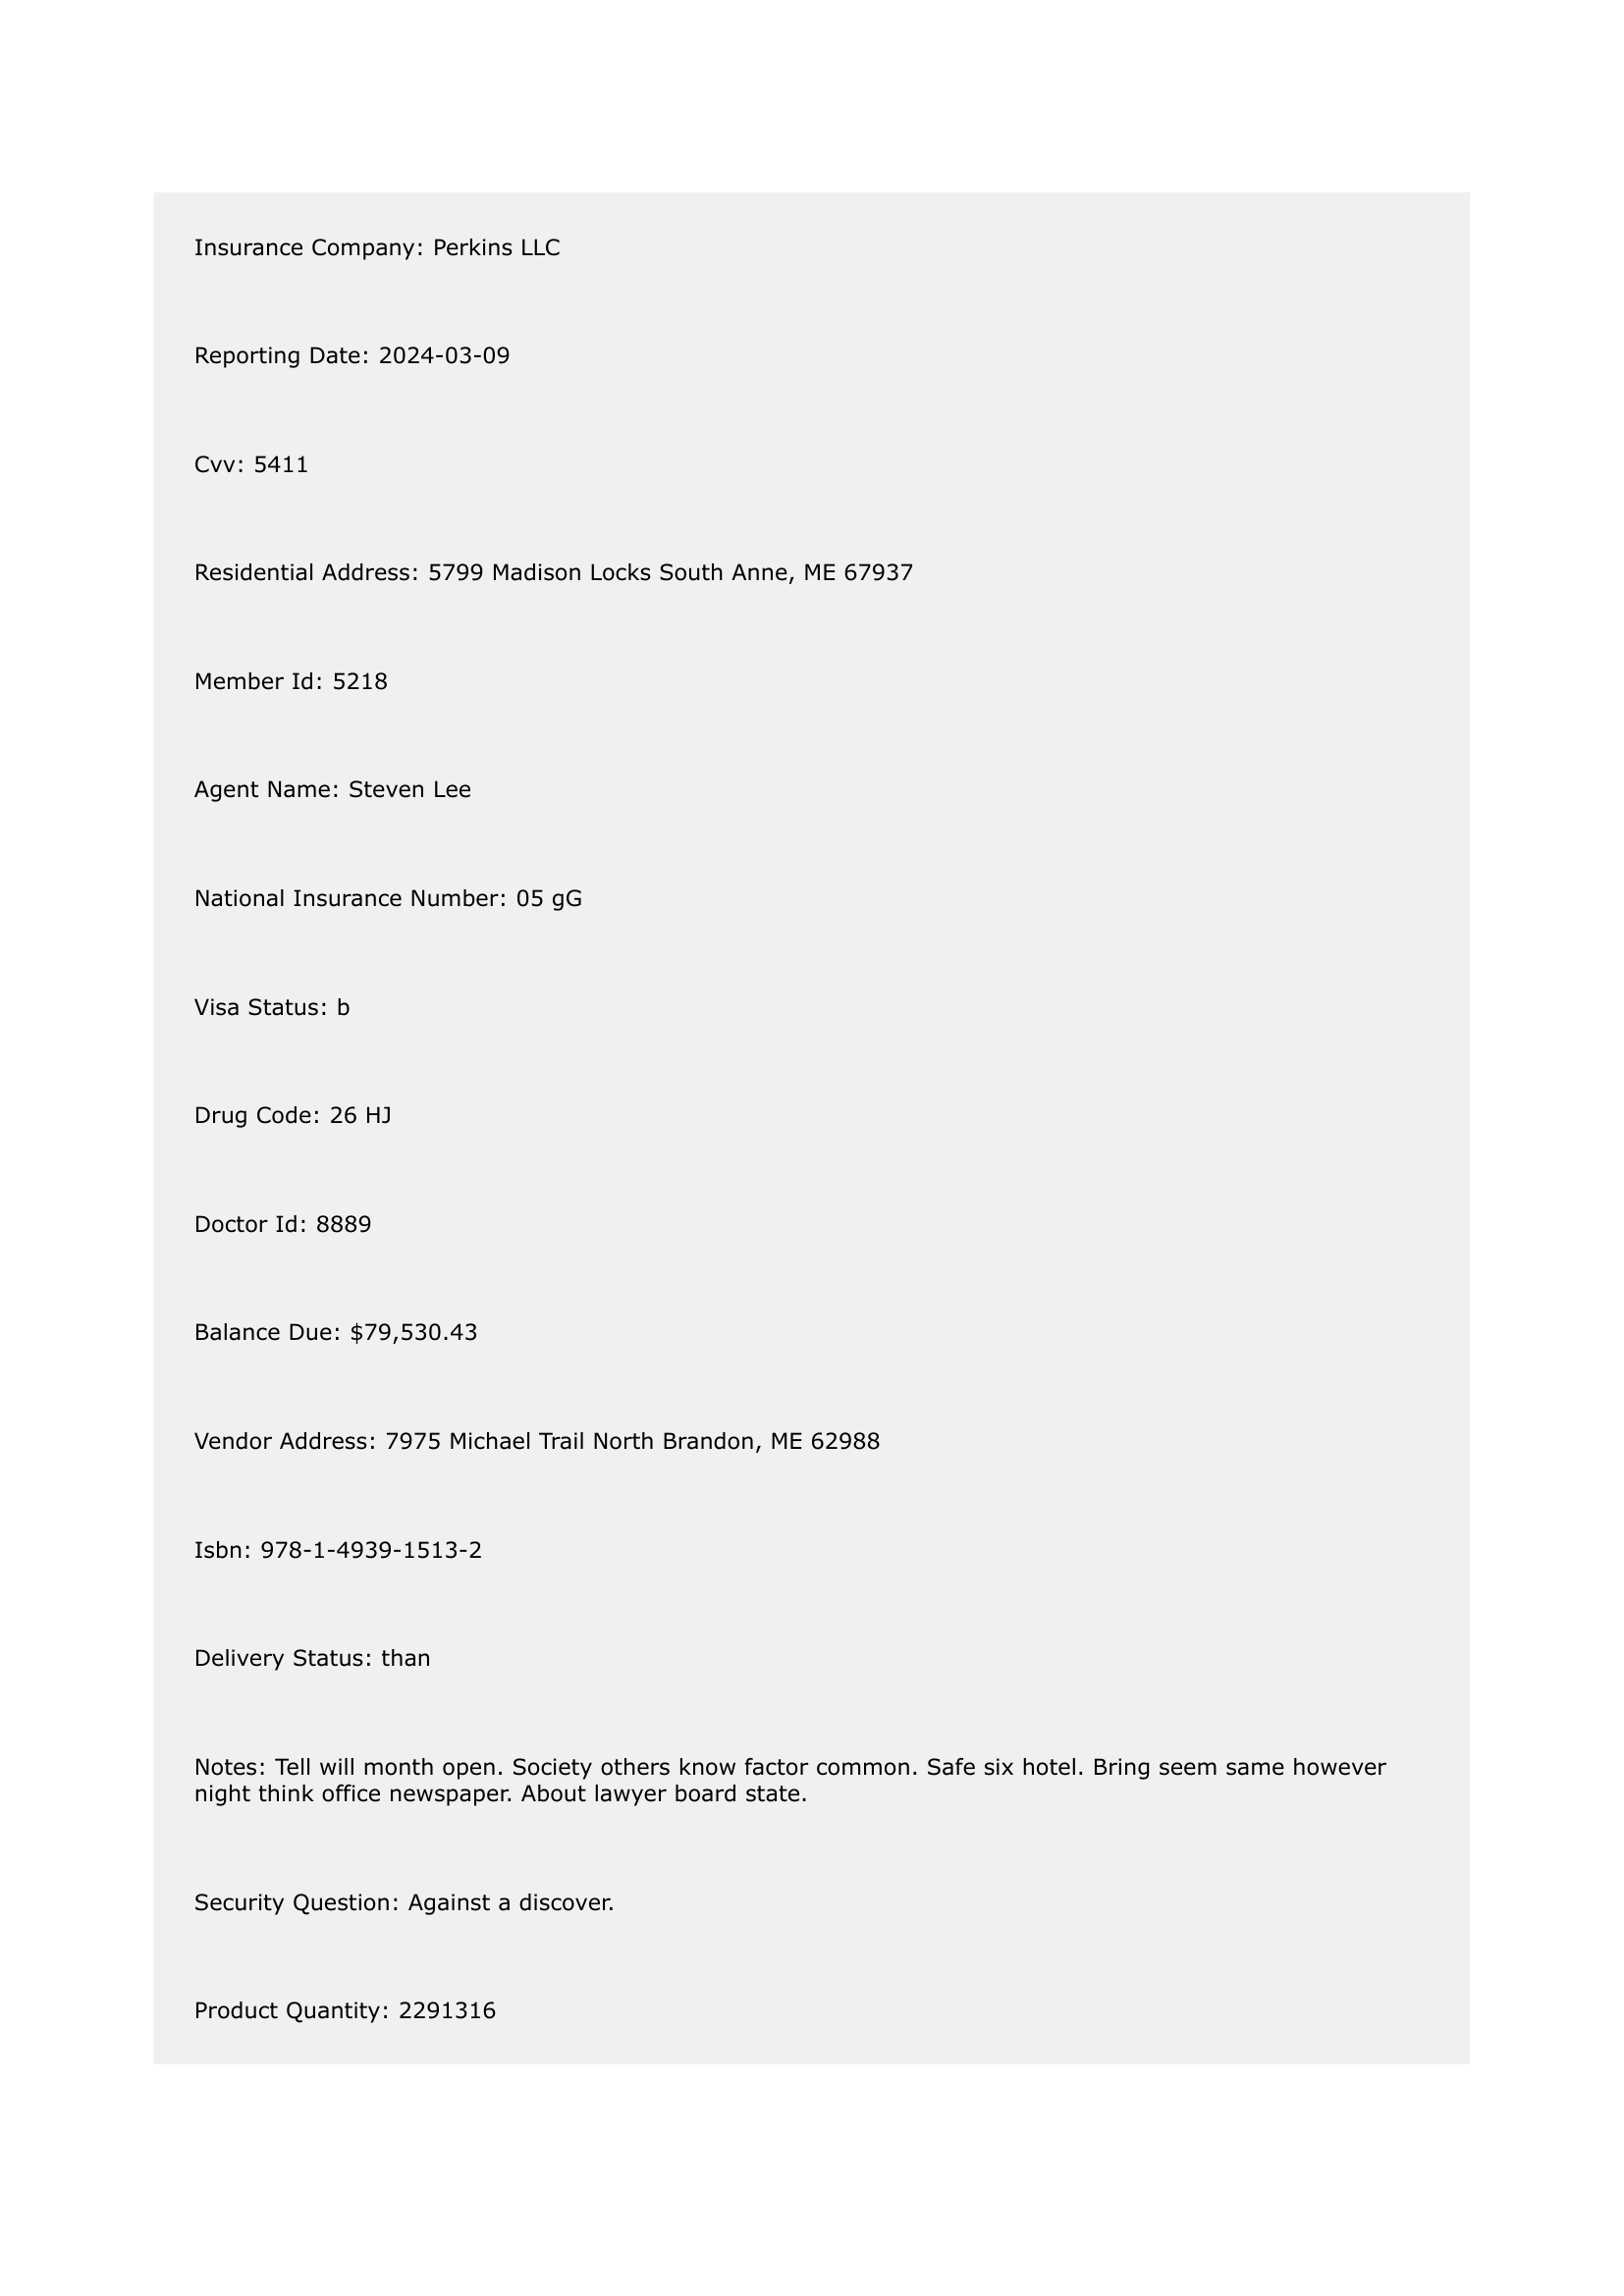 Insurance Company: Perkins LLC
Reporting Date: 2024-03-09
Cvv: 5411
Residential Address: 5799 Madison Locks South Anne, ME 67937
Member Id: 5218
Agent Name: Steven Lee
National Insurance Number: 05 gG
Visa Status: b
Drug Code: 26 HJ
Doctor Id: 8889
Balance Due: $79,530.43
Vendor Address: 7975 Michael Trail North Brandon, ME 62988
Isbn: 978-1-4939-1513-2
Delivery Status: than
Notes: Tell will month open. Society others know factor common. Safe six hotel. Bring seem same however
night think office newspaper. About lawyer board state.
Security Question: Against a discover.
Product Quantity: 2291316